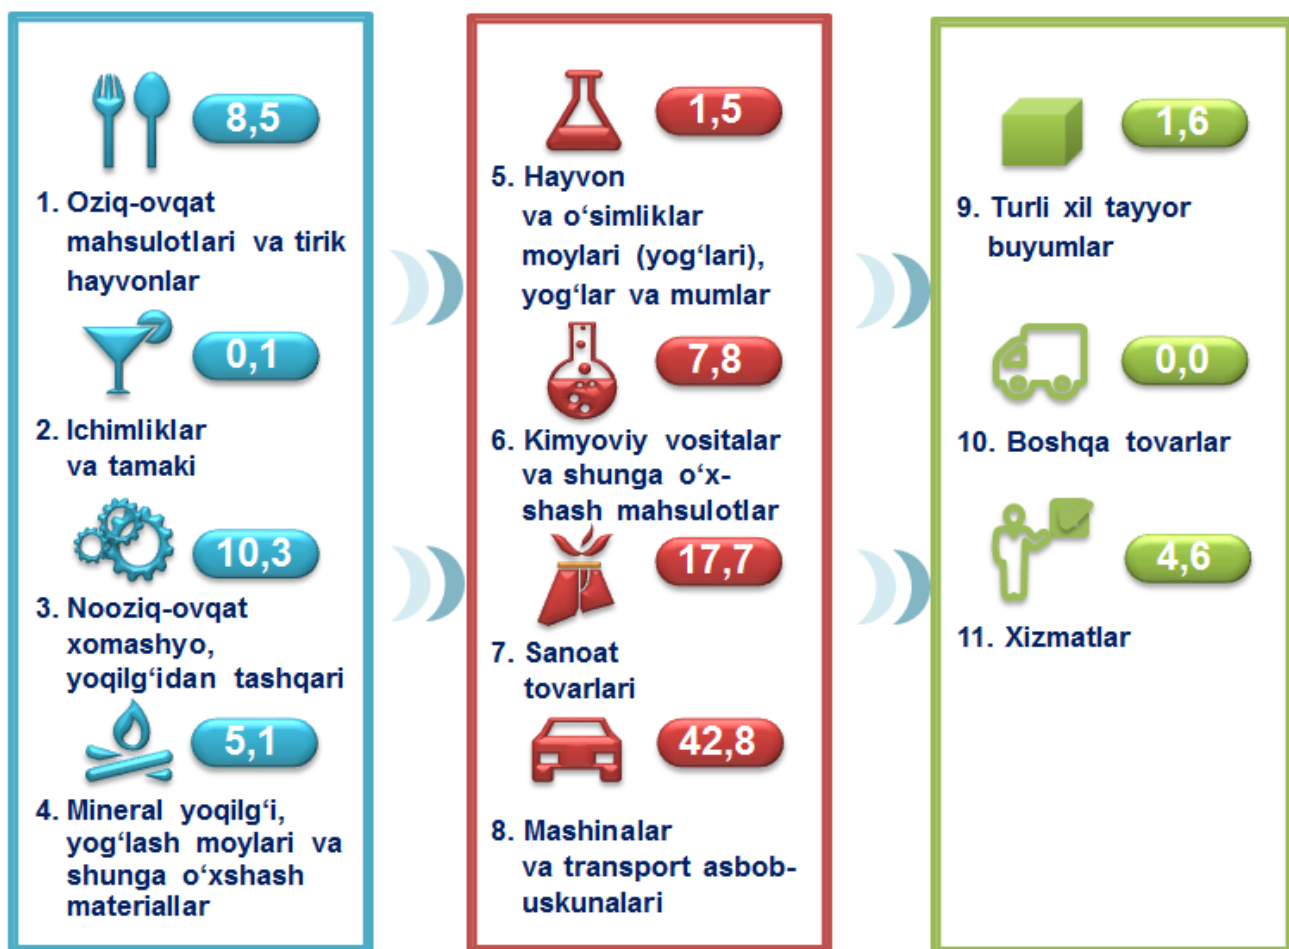 8,5
1. Oziq-ovqat
mahsulotlari va tirik
hayvonlar
0,1
2. Ichimliklar
va tamaki
10,3
3. Nooziq-ovqat
xomashyo,
yoqilg‘idan tashqari
5,1
4. Mineral yoqilg‘i,
yog‘lash moylari va
shunga o‘xshash
materiallar
1,5
5. Hayvon
va o‘simliklar
moylari (yog‘lari),
yog‘lar va mumlar
7,8
6. Kimyoviy vositalar
va shunga o‘x-
shash mahsulotlar
17,7
7. Sanoat
tovarlari
42,8
8. Mashinalar
va transport asbob-
uskunalari
1,6
9. Turli xil tayyor
buyumlar
0,0
10. Boshqa tovarlar
4,6
11. Xizmatlar